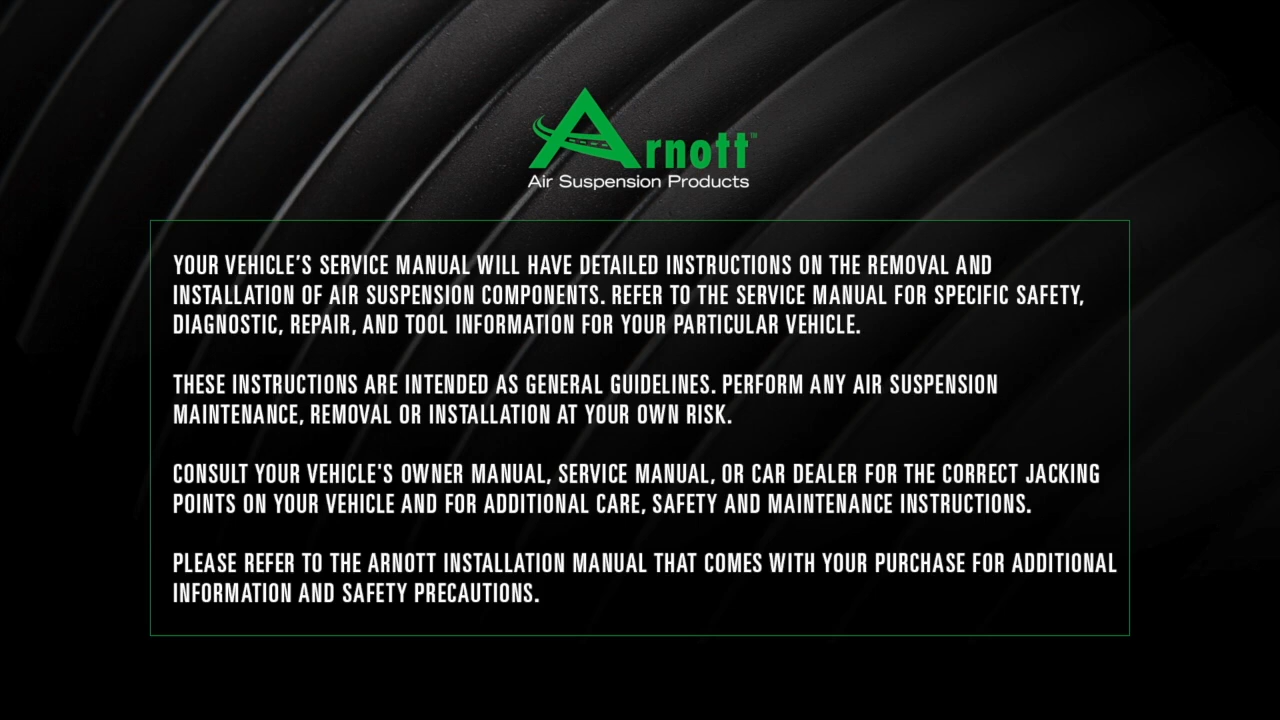 Arnott™
Air Suspension Products
YOUR VEHICLE’S SERVICE MANUAL WILL HAVE DETAILED INSTRUCTIONS ON THE REMOVAL AND
INSTALLATION OF AIR SUSPENSION COMPONENTS. REFER TO THE SERVICE MANUAL FOR SPECIFIC SAFETY,
DIAGNOSTIC, REPAIR, AND TOOL INFORMATION FOR YOUR PARTICULAR VEHICLE.
THESE INSTRUCTIONS ARE INTENDED AS GENERAL GUIDELINES. PERFORM ANY AIR SUSPENSION
MAINTENANCE, REMOVAL OR INSTALLATION AT YOUR OWN RISK.
CONSULT YOUR VEHICLE'S OWNER MANUAL, SERVICE MANUAL, OR CAR DEALER FOR THE CORRECT JACKING
POINTS ON YOUR VEHICLE AND FOR ADDITIONAL CARE, SAFETY AND MAINTENANCE INSTRUCTIONS.
PLEASE REFER TO THE ARNOTT INSTALLATION MANUAL THAT COMES WITH YOUR PURCHASE FOR ADDITIONAL
INFORMATION AND SAFETY PRECAUTIONS.